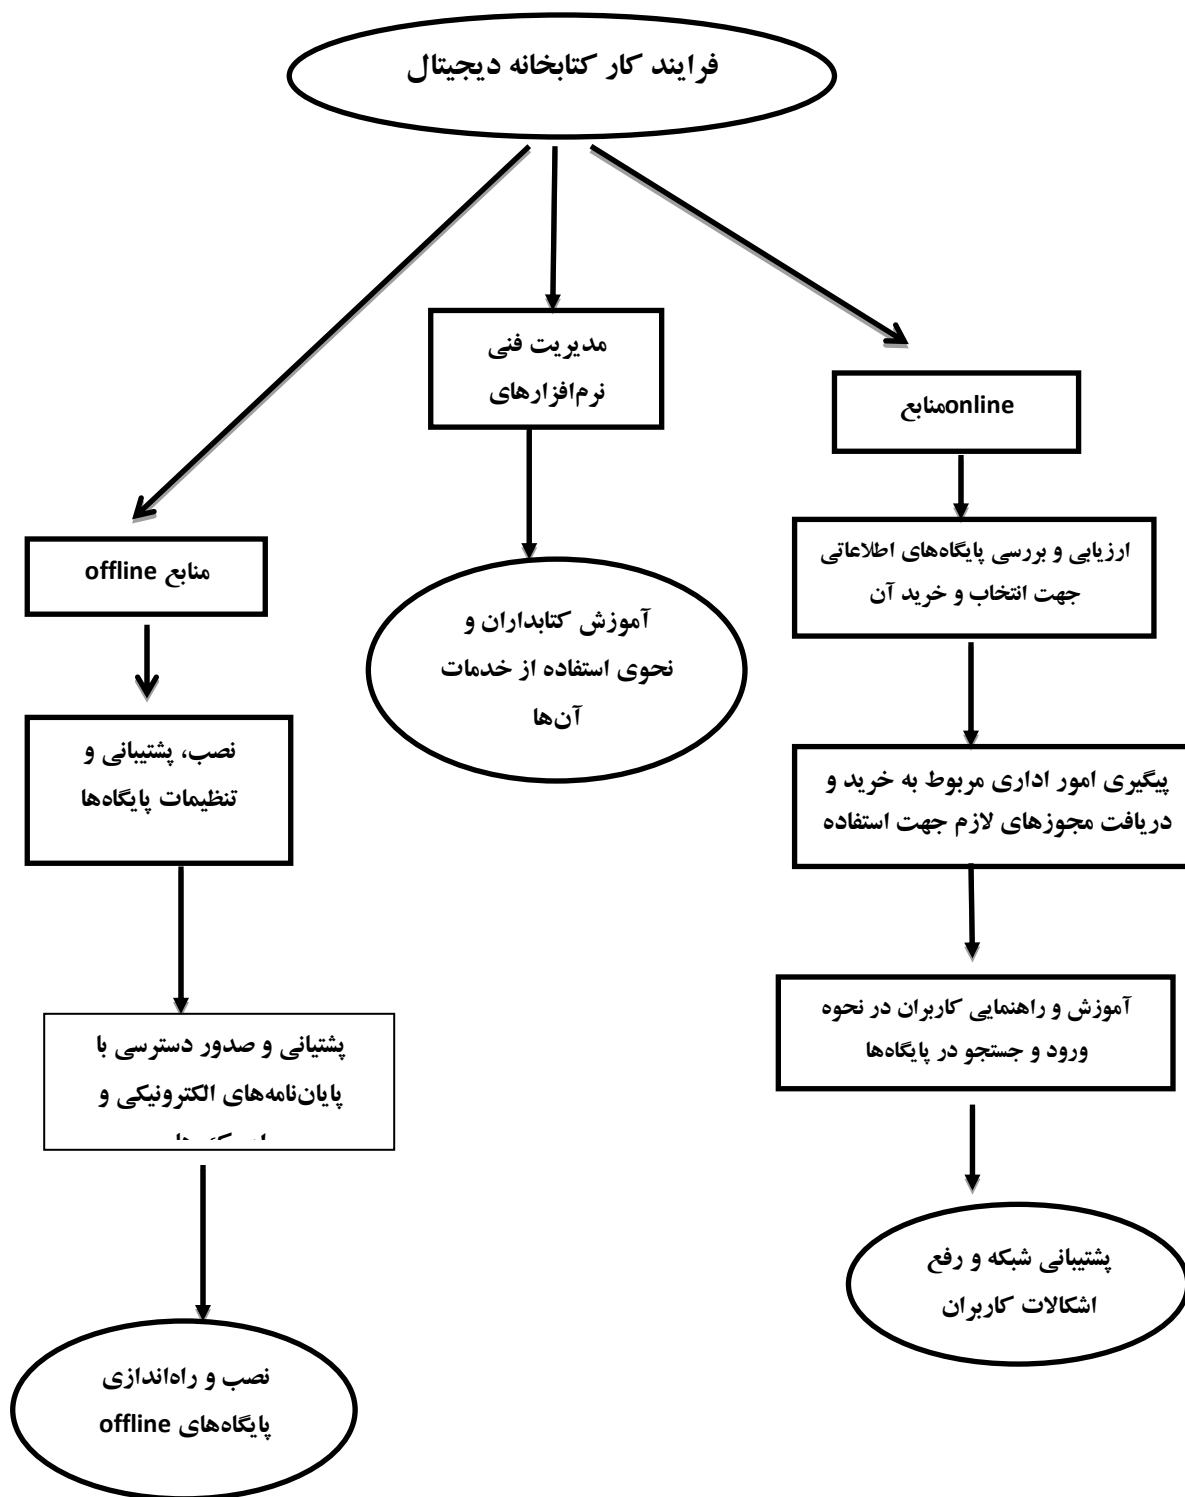 فرایند کار کتابخانه دیجیتال
منابعonline
ارزیابی و بررسی پایگاه‌های اطلاعاتی
جهت انتخاب و خرید آن
پیگیری امور اداری مربوط به خرید و
دریافت مجوزهای لازم جهت استفاده
آموزش و راهنمایی کاربران در نحوه
ورود و جستجو در پایگاه‌ها
پشتیبانی شبکه و رفع
اشکالات کاربران
مدیریت فنی
نرم‌افزارهای
آموزش کتابداران و
نحوی استفاده از خدمات
آن‌ها
منابع offline
نصب، پشتیبانی و
تنظیمات پایگاه‌ها
پشتیانی و صدور دسترسی با
پایان‌نامه‌های الکترونیکی و
نصب و راه‌اندازی
پایگاه‌های offline